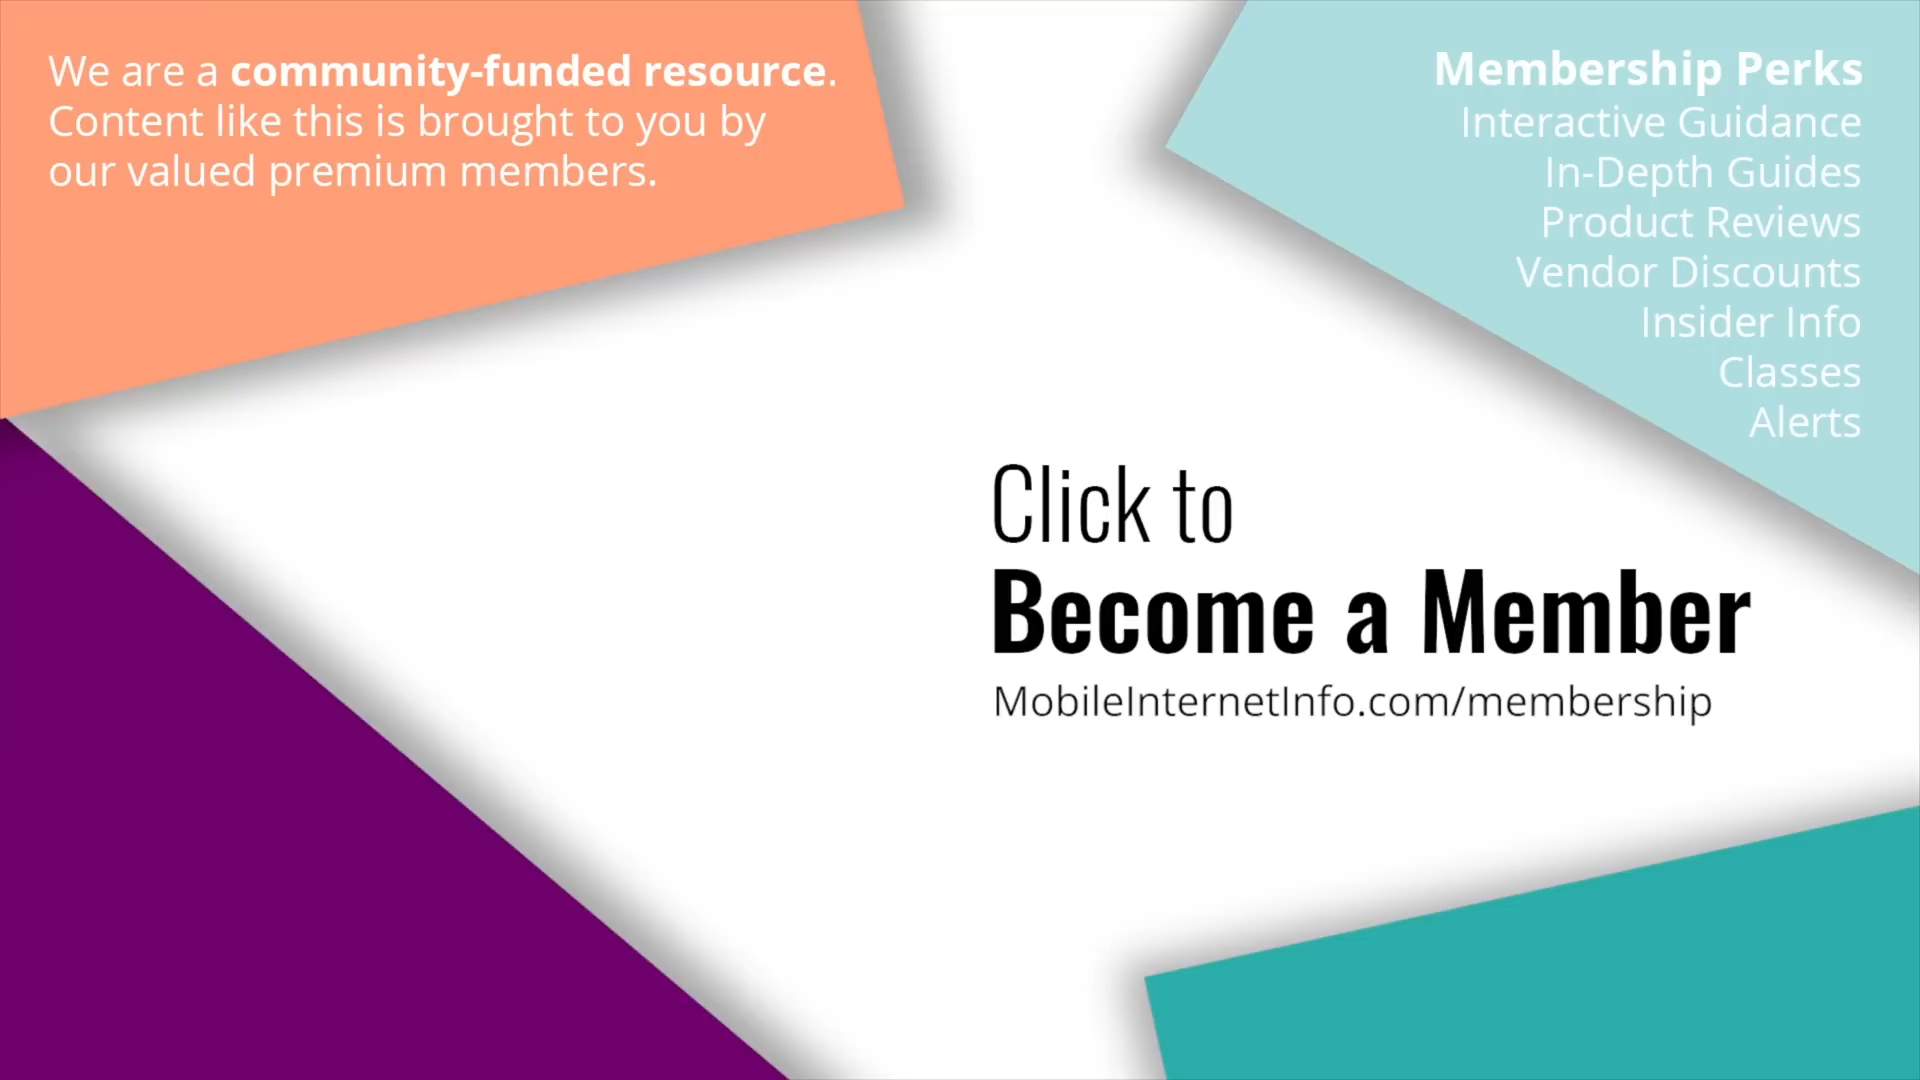 We are a community-funded resource.
Content like this is brought to you by
our valued premium members.
Membership Perks
Interactive Guidance
In-Depth Guides
Product Reviews
Vendor Discounts
Insider Info
Classes
Alerts
Click to
Become a Member
MobileInternetInfo.com/membership